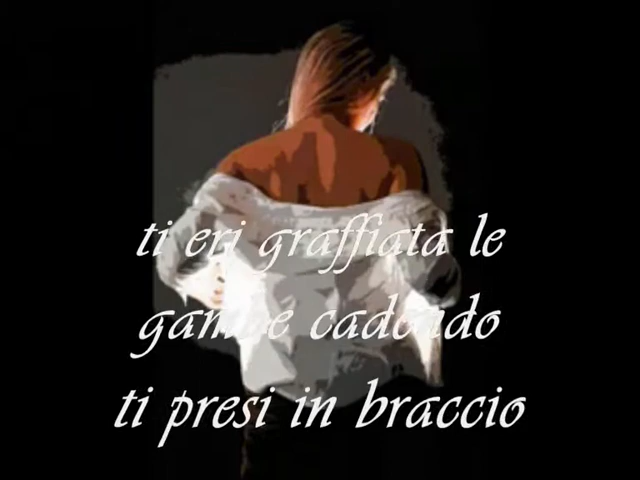 ti eri graffiata le
gambe cadendo
ti presi in braccio